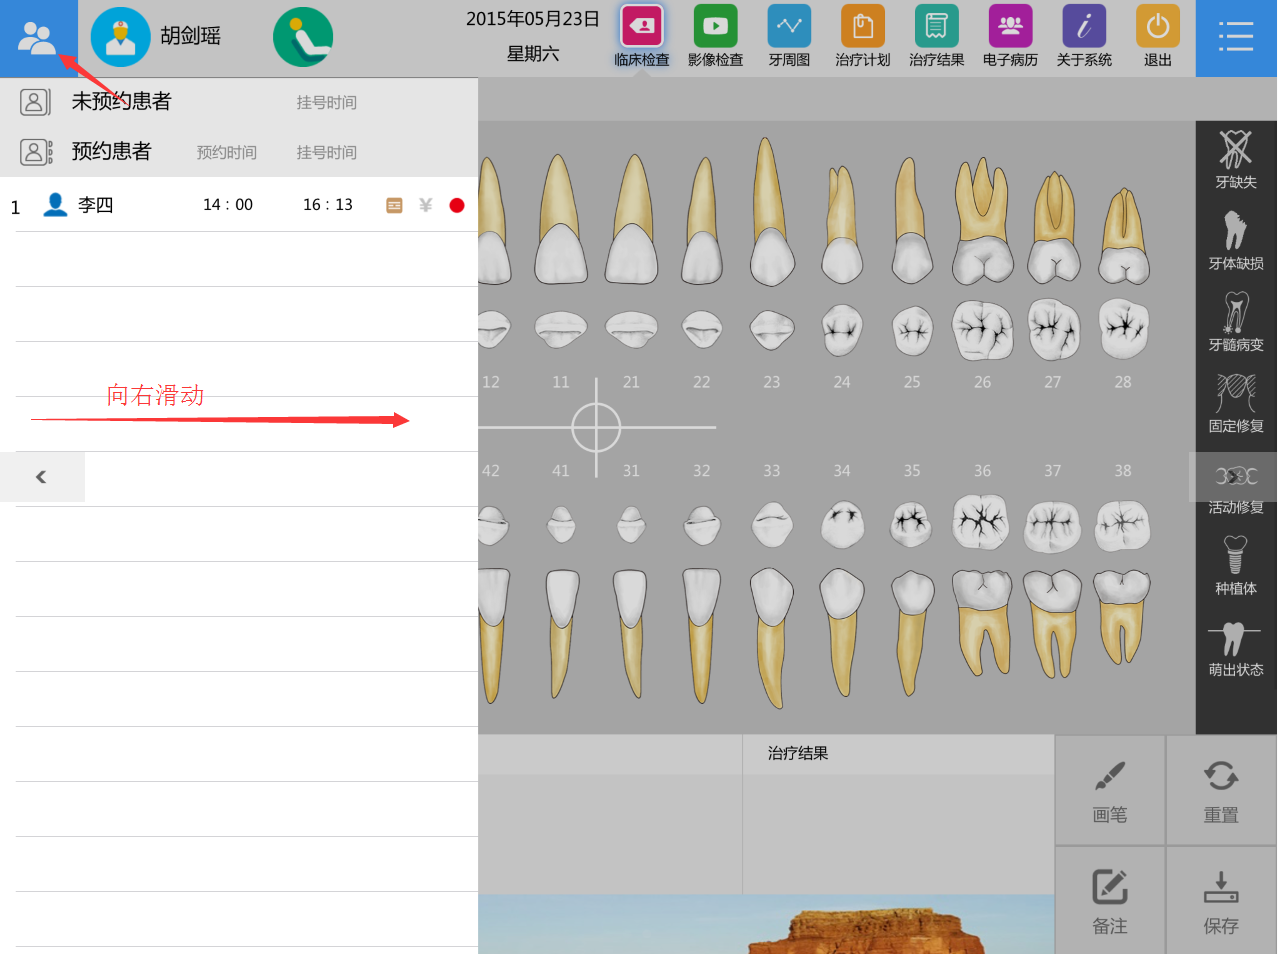 胡剑瑶
2015年05月23日
星期六
临床检查
影像检查
牙周图
治疗计划
治疗结果
电子病历
关于系统
退出
未预约患者
挂号时间
预约患者
预约时间
挂号时间
1
李四
14：00
16：13
¥
向右滑动
12 11 21 22 23 24 25 26 27 28
42 41 31 32 33 34 35 36 37 38
牙缺失
牙体缺损
牙髓病变
固定修复
活动修复
种植体
萌出状态
治疗结果
画笔
重置
备注
保存